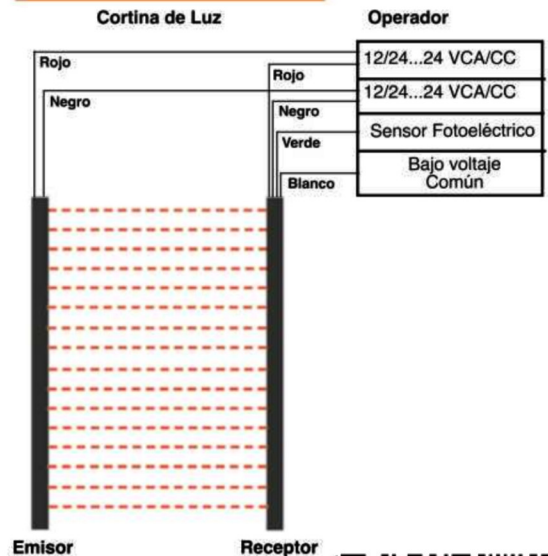 Cortina de Luz
Operador
Rojo
12/24...24 VCA/CC
Rojo
Negro
12/24...24 VCA/CC
Negro
Sensor Fotoeléctrico
Verde
Bajo voltaje
Común
Blanco
Emisor
Receptor